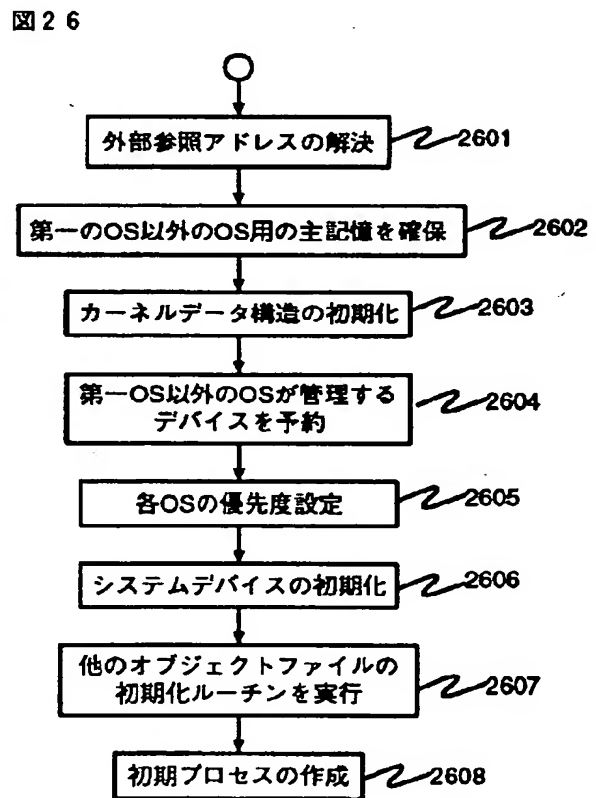 図26
外部参照アドレスの解決
2601
第一のOS以外のOS用の主記憶を確保
2602
カーネルデータ構造の初期化
2603
第一OS以外のOSが管理する
デバイスを予約
2604
各OSの優先度設定
2605
システムデバイスの初期化
2606
他のオブジェクトファイルの
初期化ルーチンを実行
2607
初期プロセスの作成
2608